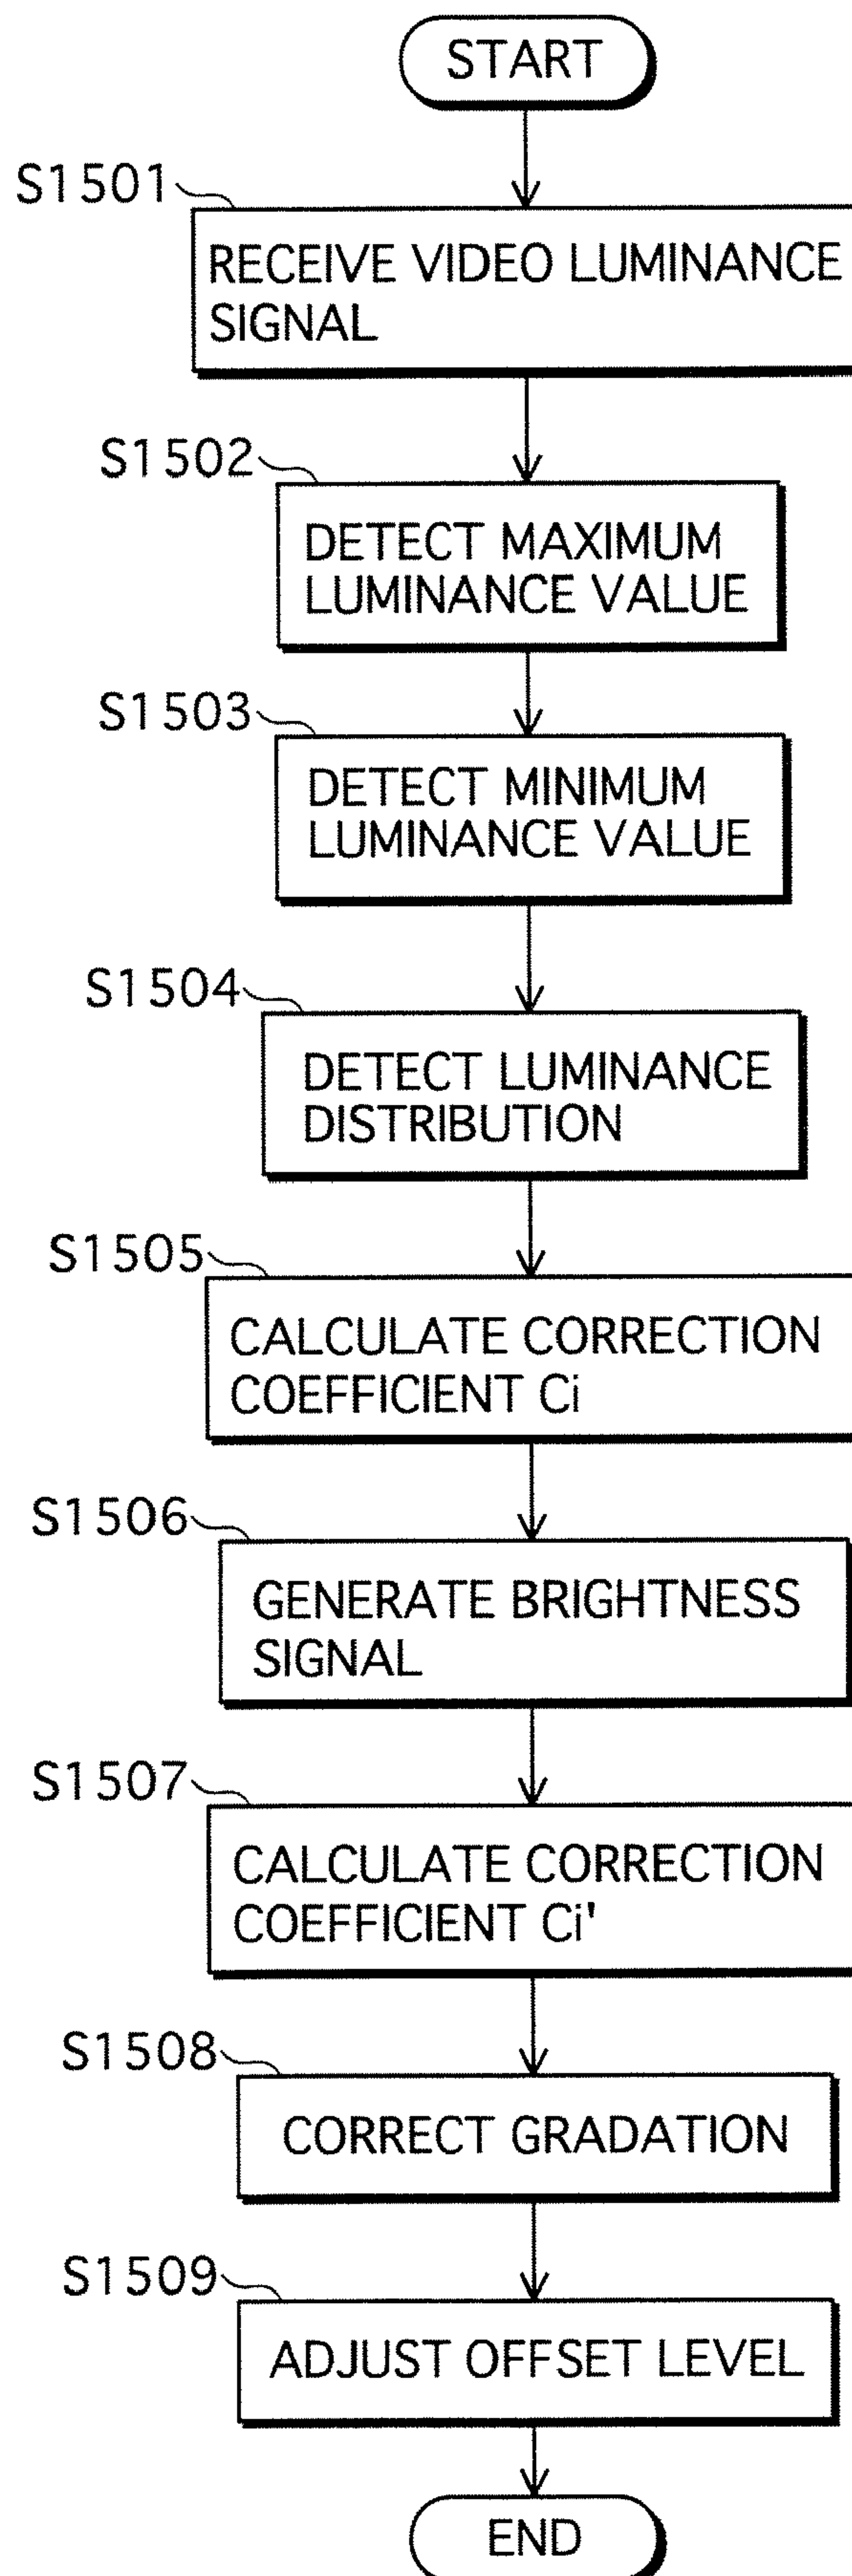 START
S1501
RECEIVE VIDEO LUMINANCE
SIGNAL
S1502
DETECT MAXIMUM
LUMINANCE VALUE
S1503
DETECT MINIMUM
LUMINANCE VALUE
S1504
DETECT LUMINANCE
DISTRIBUTION
S1505
CALCULATE CORRECTION
COEFFICIENT Ci
S1506
GENERATE BRIGHTNESS
SIGNAL
S1507
CALCULATE CORRECTION
COEFFICIENT Ci'
S1508
CORRECT GRADATION
S1509
ADJUST OFFSET LEVEL
END